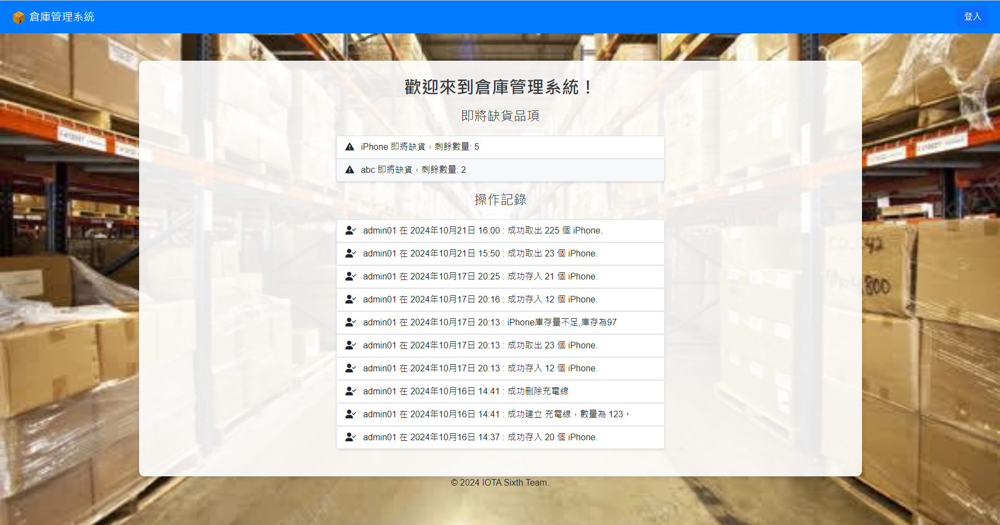 倉庫管理系統
登入
歡迎來到倉庫管理系統！
即將缺貨品項
iPhone 即將缺貨，剩餘數量: 5
abc 即將缺貨，剩餘數量: 2
操作記錄
admin01 在 2024年10月21日 16:00 : 成功取出 225 個 iPhone.
admin01 在 2024年10月21日 15:50 : 成功取出 23 個 iPhone.
admin01 在 2024年10月17日 20:25 : 成功存入 21 個 iPhone.
admin01 在 2024年10月17日 20:16 : 成功存入 12 個 iPhone.
admin01 在 2024年10月17日 20:13 : iPhone庫存量不足,庫存為97
admin01 在 2024年10月17日 20:13 : 成功取出 23 個 iPhone.
admin01 在 2024年10月17日 20:13 : 成功存入 12 個 iPhone.
admin01 在 2024年10月16日 14:41 : 成功刪除充電線
admin01 在 2024年10月16日 14:41 : 成功建立 充電線，數量為 123。
admin01 在 2024年10月16日 14:37 : 成功存入 20 個 iPhone.
© 2024 IOTA Sixth Team.